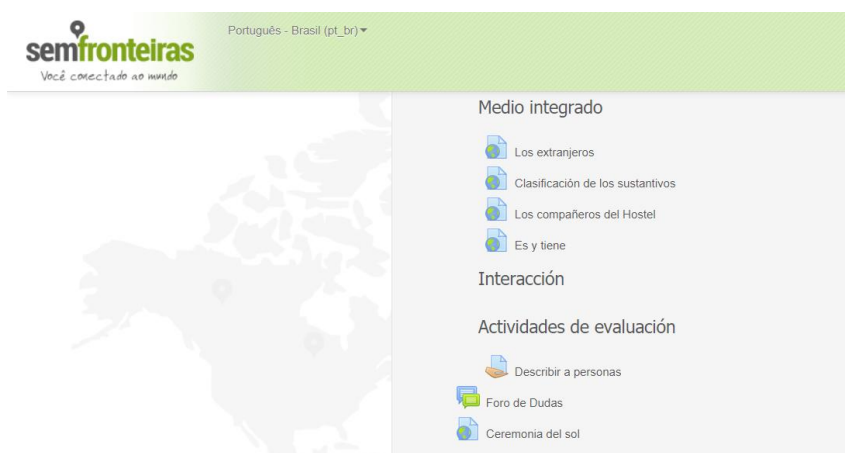 Português - Brasil (pt_br)
semfronteiras
Você conectado ao mundo
Medio integrado
Los extranjeros
Clasificación de los sustantivos
Los compañeros del Hostel
Es y tiene
Interacción
Actividades de evaluación
Describir a personas
Foro de Dudas
Ceremonia del sol